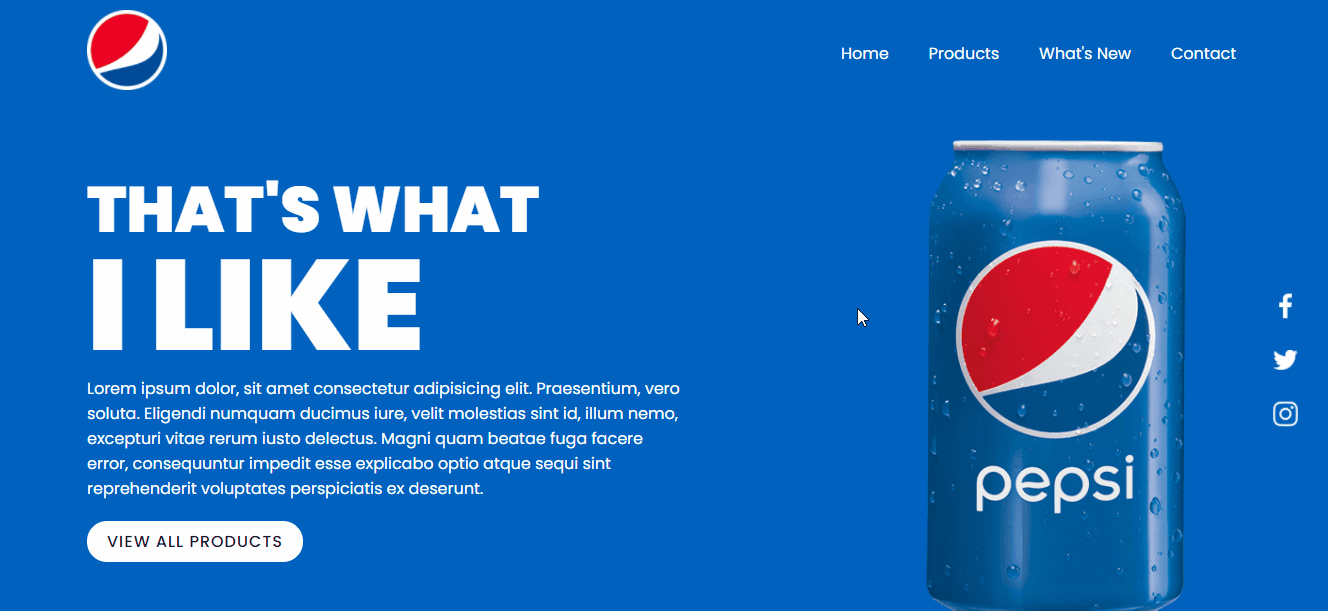 Home Products What's New Contact
THAT'S WHAT
I LIKE
Lorem ipsum dolor, sit amet consectetur adipisicing elit. Praesentium, vero
soluta. Eligendi numquam ducimus iure, velit molestias sint id, illum nemo,
excepturi vitae rerum iusto delectus. Magni quam beatae fuga facere
error, consequuntur impedit esse explicabo optio atque sequi sint
reprehenderit voluptates perspiciatis ex deserunt.
VIEW ALL PRODUCTS
pepsi